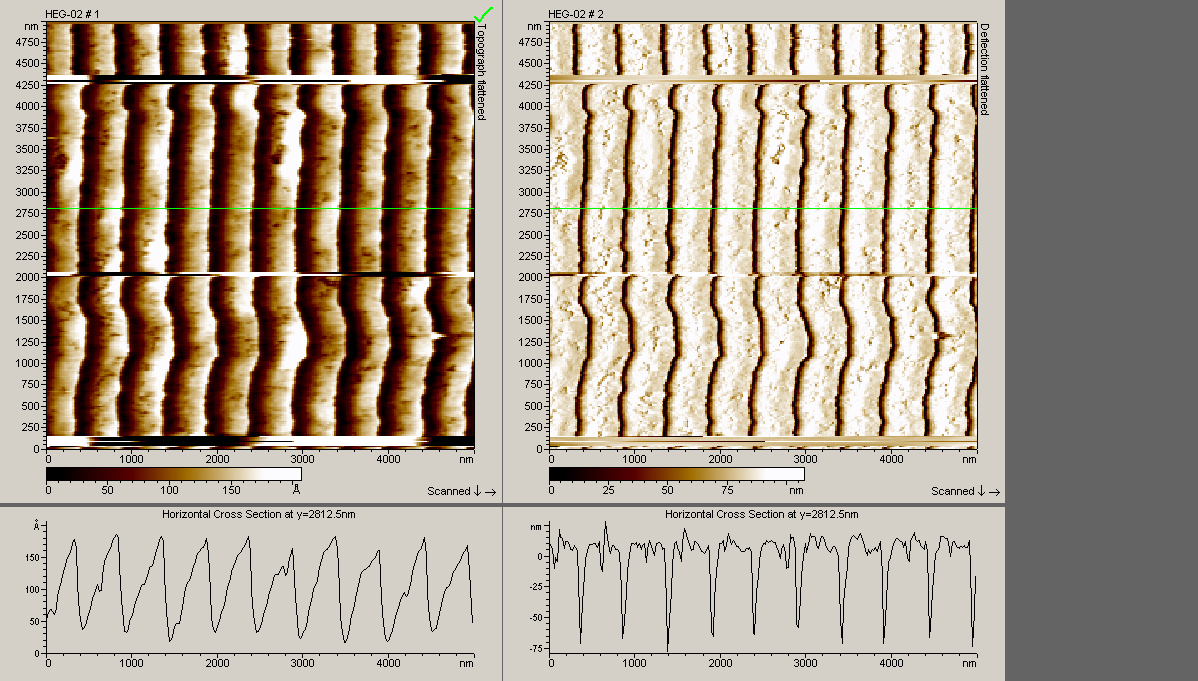 HEG-02 # 1
nm
4750
4500
4250
4000
3750
3500
3250
3000
2750
2500
2250
2000
1750
1500
1250
1000
750
500
250
0
0 1000 2000 3000 4000 nm
Topograph flattened
0 50 100 150 Å
Scanned ↓ →
HEG-02 # 2
nm
4750
4500
4250
4000
3750
3500
3250
3000
2750
2500
2250
2000
1750
1500
1250
1000
750
500
250
0
0 1000 2000 3000 4000 nm
Deflection flattened
0 25 50 75 nm
Scanned ↓ →
Horizontal Cross Section at y=2812.5nm
Å
150
100
50
0
0 1000 2000 3000 4000 nm
Horizontal Cross Section at y=2812.5nm
nm
0
-25
-50
-75
0 1000 2000 3000 4000 nm